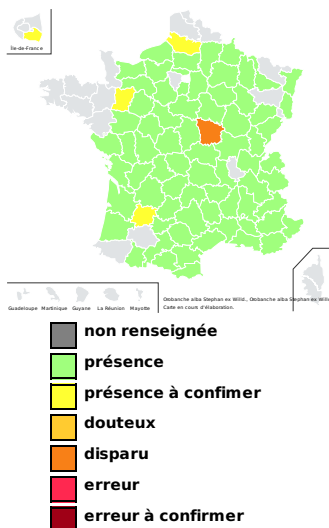 Île-de-France
Guadeloupe Martinique Guyane La Réunion Mayotte
Orobanche alba Stephan ex Willd., Orobanche alba Stephan ex Willd
Carte en cours d'élaboration.
non renseignée
présence
présence à confimer
douteux
disparu
erreur
erreur à confirmer